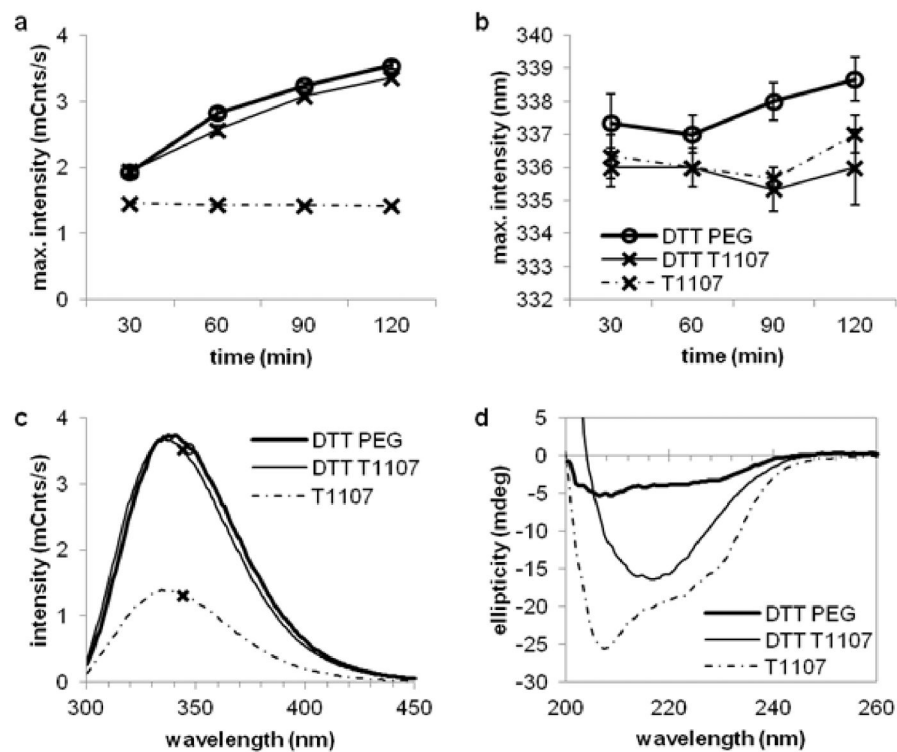 a
max. intensity (mCnts/s)
4
3
2
1
0
30 60 90 120
time (min)
b
max. intensity (nm)
340
339
338
337
336
335
334
333
332
DTT PEG
DTT T1107
T1107
30 60 90 120
time (min)
c
intensity (mCnts/s)
4
3
2
1
0
DTT PEG
DTT T1107
T1107
300 350 400 450
wavelength (nm)
d
ellipticity (mdeg)
5
0
-5
-10
-15
-20
-25
-30
DTT PEG
DTT T1107
T1107
200 220 240 260
wavelength (nm)